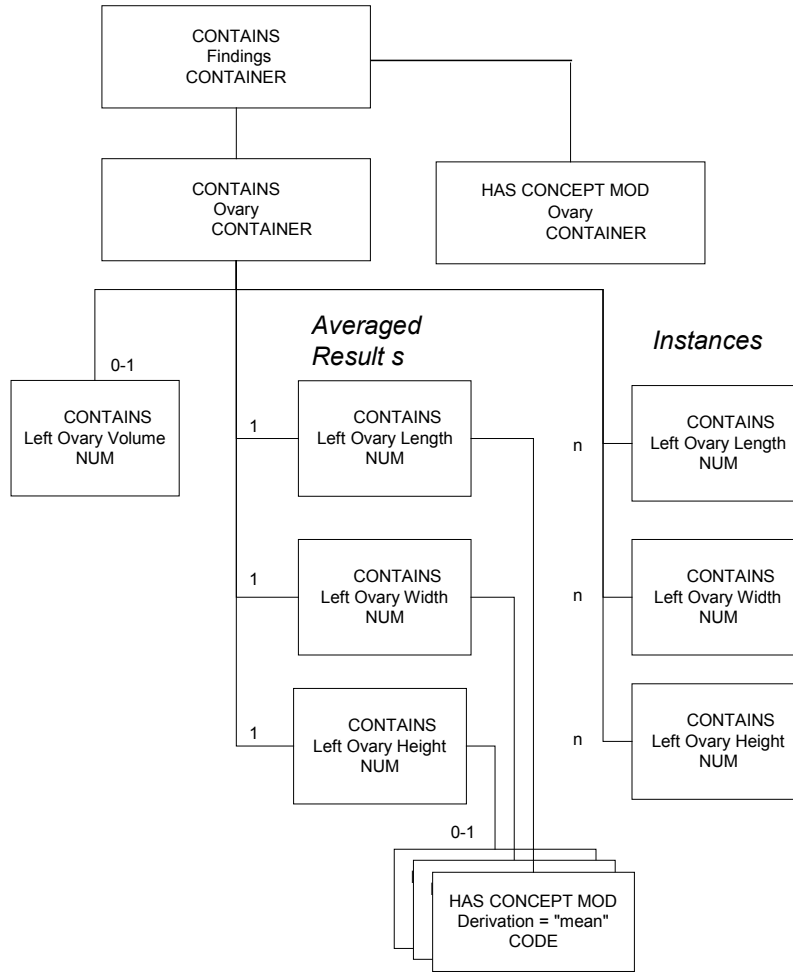 CONTAINS
Findings
CONTAINER
CONTAINS
Ovary
CONTAINER
HAS CONCEPT MOD
Ovary
CONTAINER
Averaged
Result s
Instances
0-1
CONTAINS
Left Ovary Volume
NUM
1
CONTAINS
Left Ovary Length
NUM
n
CONTAINS
Left Ovary Length
NUM
1
CONTAINS
Left Ovary Width
NUM
n
CONTAINS
Left Ovary Width
NUM
1
CONTAINS
Left Ovary Height
NUM
n
CONTAINS
Left Ovary Height
NUM
0-1
HAS CONCEPT MOD
Derivation = "mean"
CODE